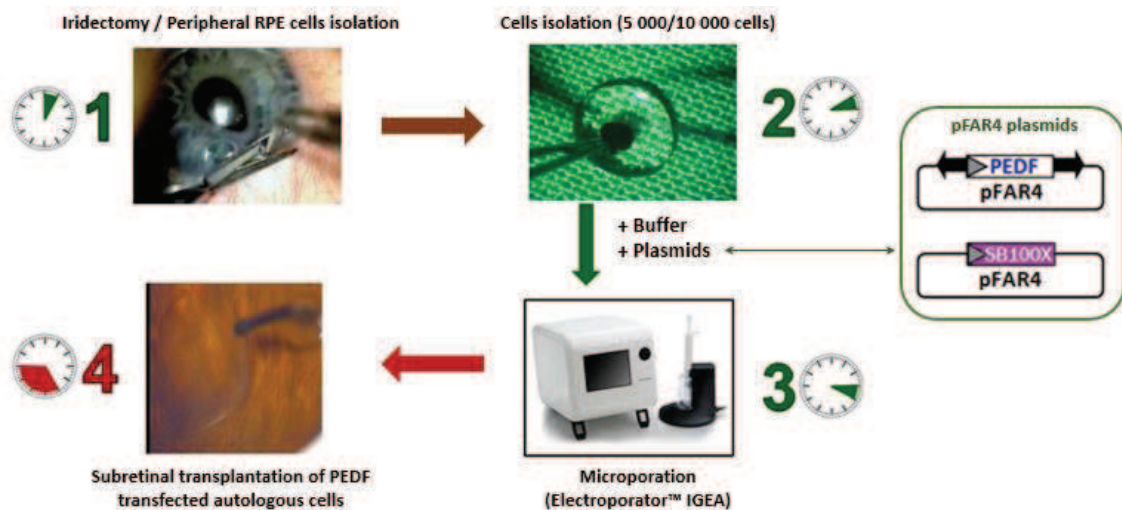 Iridectomy / Peripheral RPE cells isolation
1
Cells isolation (5 000/10 000 cells)
2
pFAR4 plasmids
PEDF
pFAR4
SB100X
pFAR4
+ Buffer
+ Plasmids
4
3
Subretinal transplantation of PEDF
transfected autologous cells
Microporation
(Electroporator™ IGEA)